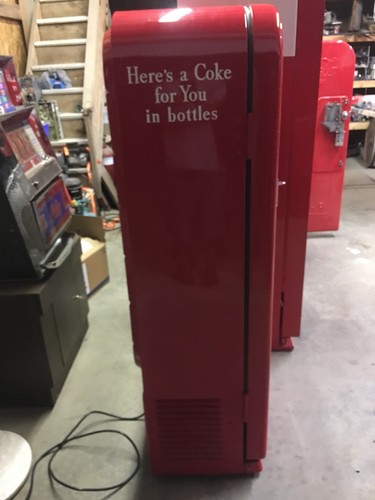 Here's a Coke
for You
in bottles